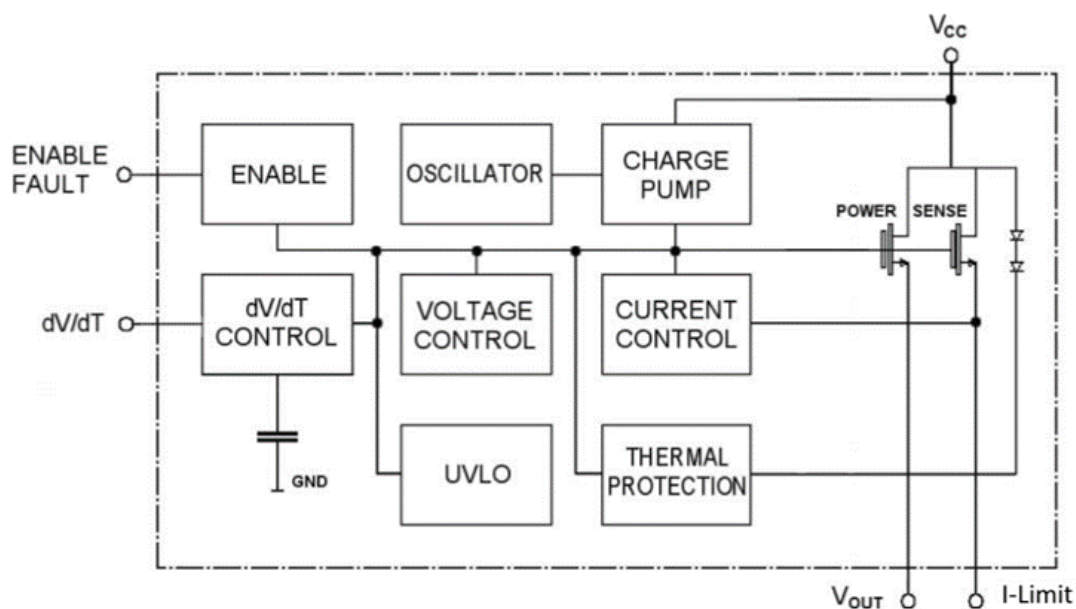 VCC
ENABLE
FAULT
ENABLE
OSCILLATOR
CHARGE
PUMP
POWER
SENSE
dV/dT
dV/dT
CONTROL
VOLTAGE
CONTROL
CURRENT
CONTROL
GND
UVLO
THERMAL
PROTECTION
VOUT
I-Limit